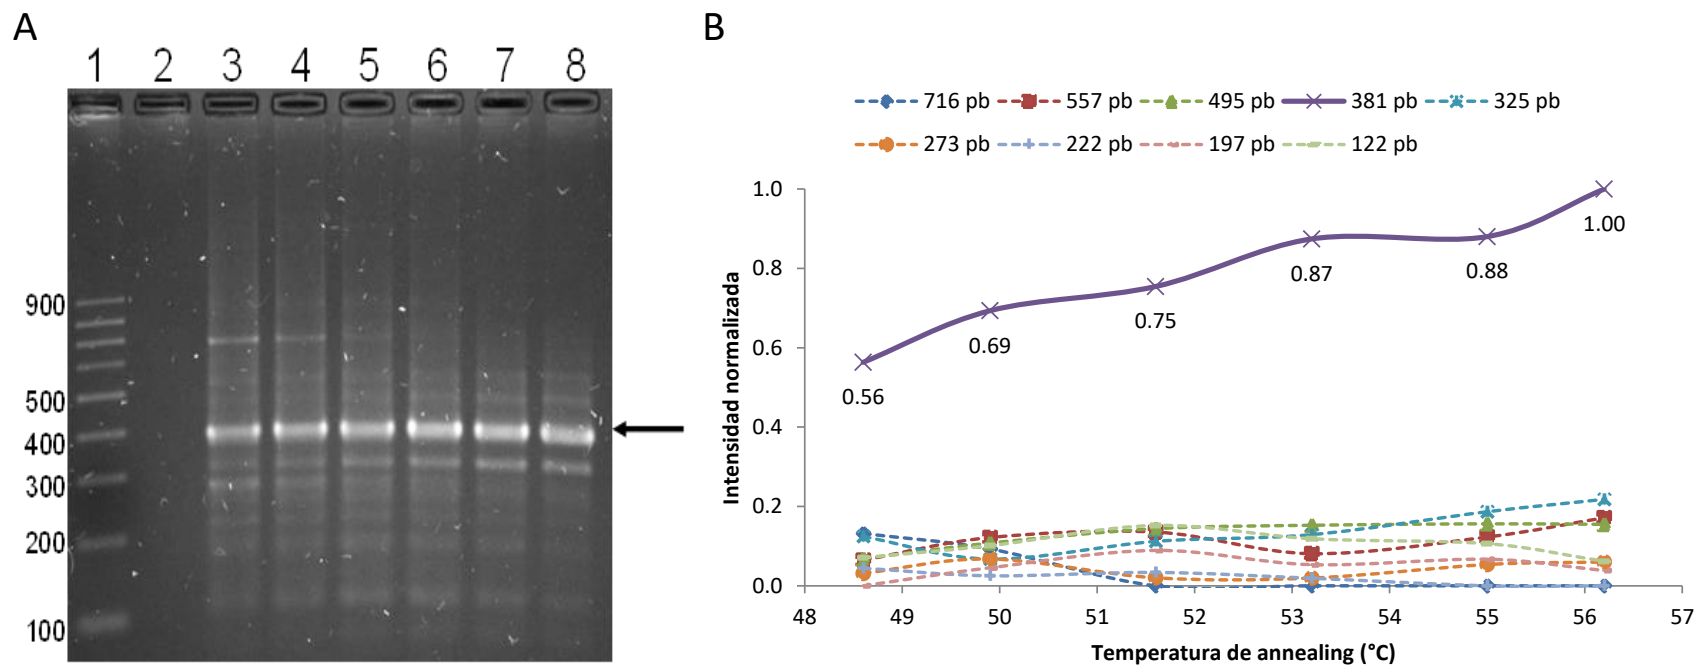 A
1 2 3 4 5 6 7 8
900
500
400
300
200
100
B
716 pb 557 pb 495 pb 381 pb 325 pb
273 pb 222 pb 197 pb 122 pb
Intensidad normalizada
1.0
0.8
0.6
0.4
0.2
0.0
0.56
0.69
0.75
0.87
0.88
1.00
48 49 50 51 52 53 54 55 56 57
Temperatura de annealing (°C)